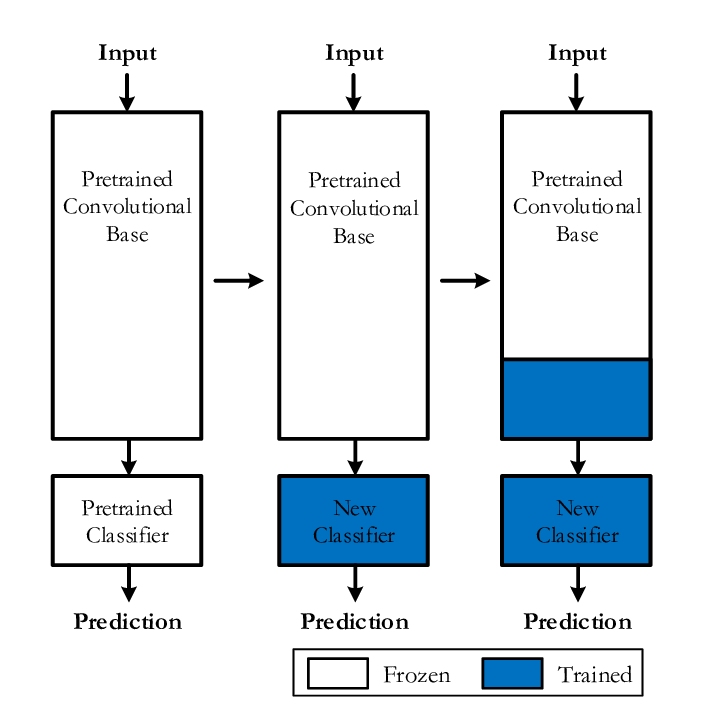 Input
Input
Input
Pretrained
Convolutional
Base
Pretrained
Convolutional
Base
Pretrained
Convolutional
Base
Pretrained
Classifier
New
Classifier
New
Classifier
Prediction
Prediction
Prediction
Frozen
Trained